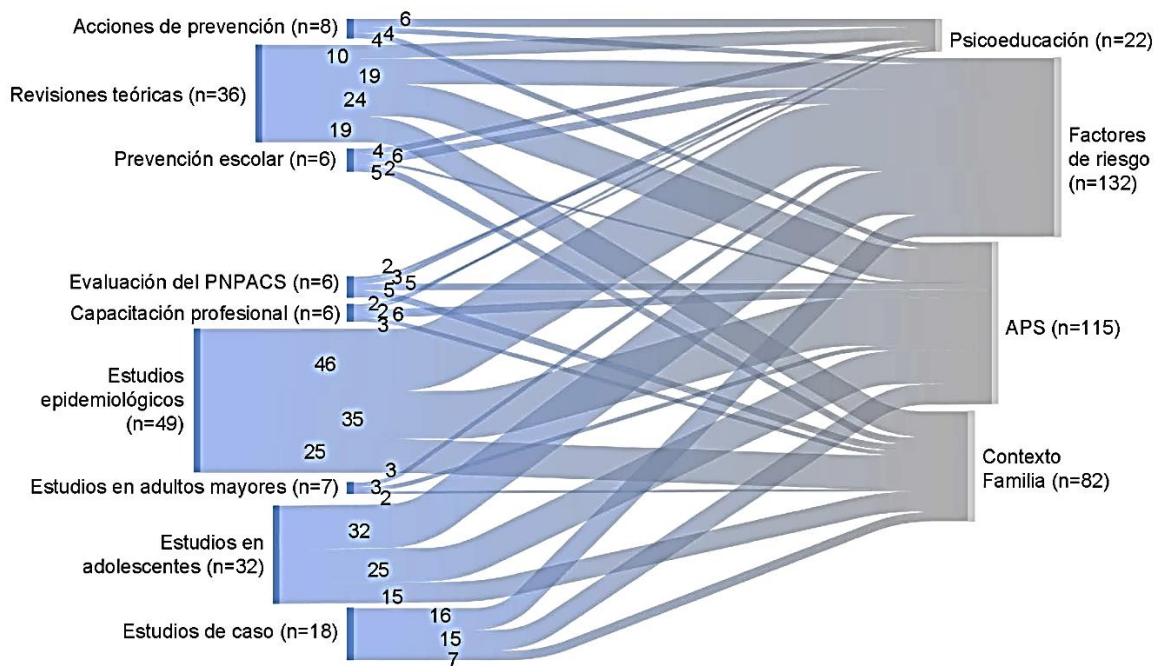 Acciones de prevención (n=8)
6
4
4
Revisiones teóricas (n=36)
10
19
24
19
Prevención escolar (n=6)
4
6
2
5
Evaluación del PNPACS (n=6)
2
3
5
5
Capacitación profesional (n=6)
2
2
6
3
Estudios
epidemiológicos
(n=49)
46
35
25
Estudios en adultos mayores (n=7)
3
3
2
Estudios en
adolescentes (n=32)
32
25
15
Estudios de caso (n=18)
16
15
7
Psicoeducación (n=22)
Factores
de riesgo
(n=132)
APS (n=115)
Contexto
Familia (n=82)